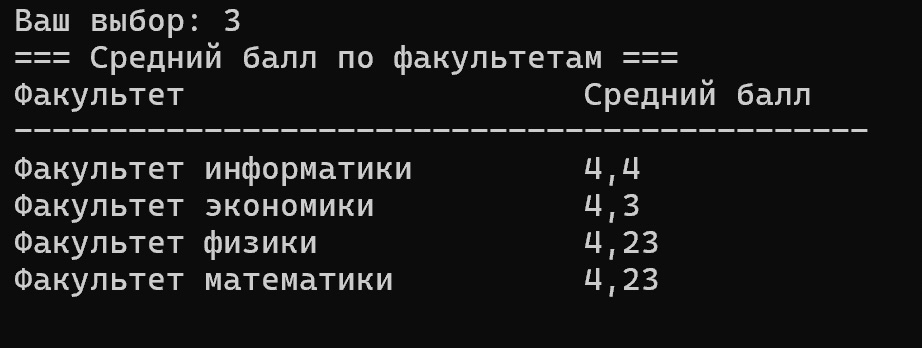 Ваш выбор: 3
=== Средний балл по факультетам ===
Факультет                     Средний балл
---------------------------------------------
Факультет информатики         4,4
Факультет экономики           4,3
Факультет физики              4,23
Факультет математики          4,23